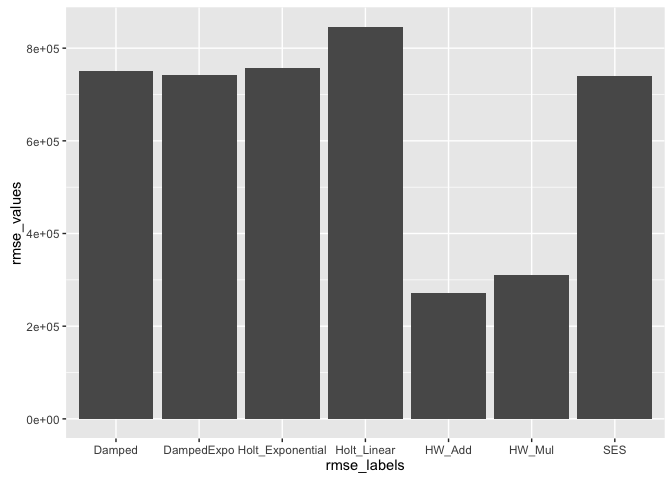 8e+05
6e+05
4e+05
2e+05
0e+00
rmse_values
Damped DampedExpo Holt_Exponential Holt_Linear HW_Add HW_Mul SES
rmse_labels